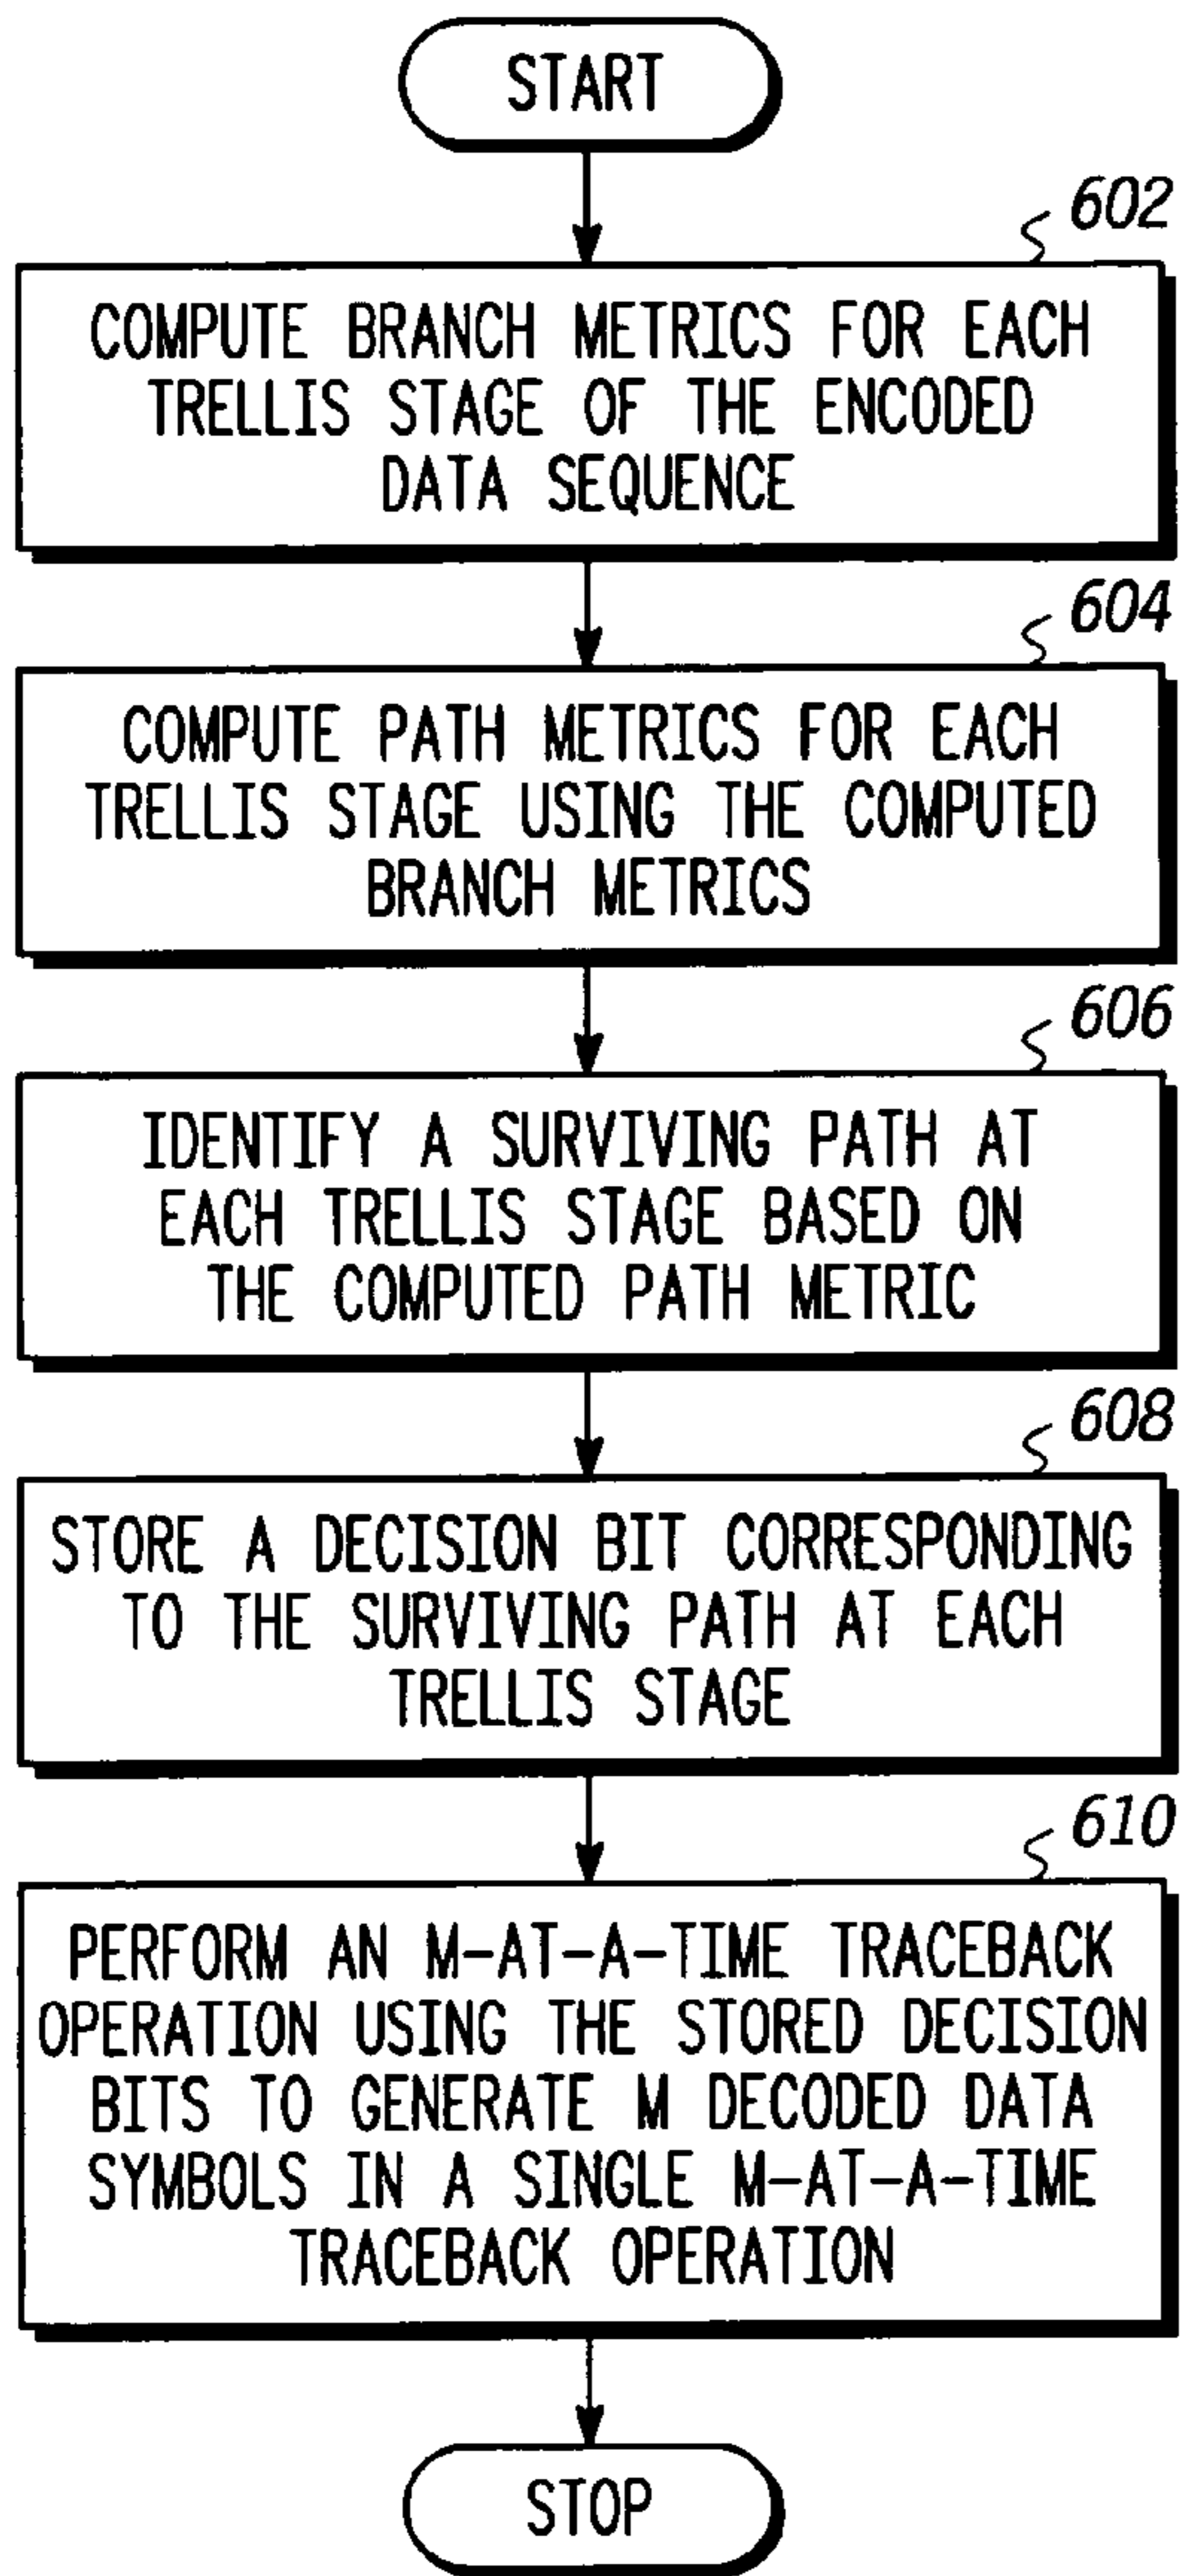 START
602
COMPUTE BRANCH METRICS FOR EACH
TRELLIS STAGE OF THE ENCODED
DATA SEQUENCE
604
COMPUTE PATH METRICS FOR EACH
TRELLIS STAGE USING THE COMPUTED
BRANCH METRICS
606
IDENTIFY A SURVIVING PATH AT
EACH TRELLIS STAGE BASED ON
THE COMPUTED PATH METRIC
608
STORE A DECISION BIT CORRESPONDING
TO THE SURVIVING PATH AT EACH
TRELLIS STAGE
610
PERFORM AN M-AT-A-TIME TRACEBACK
OPERATION USING THE STORED DECISION
BITS TO GENERATE M DECODED DATA
SYMBOLS IN A SINGLE M-AT-A-TIME
TRACEBACK OPERATION
STOP